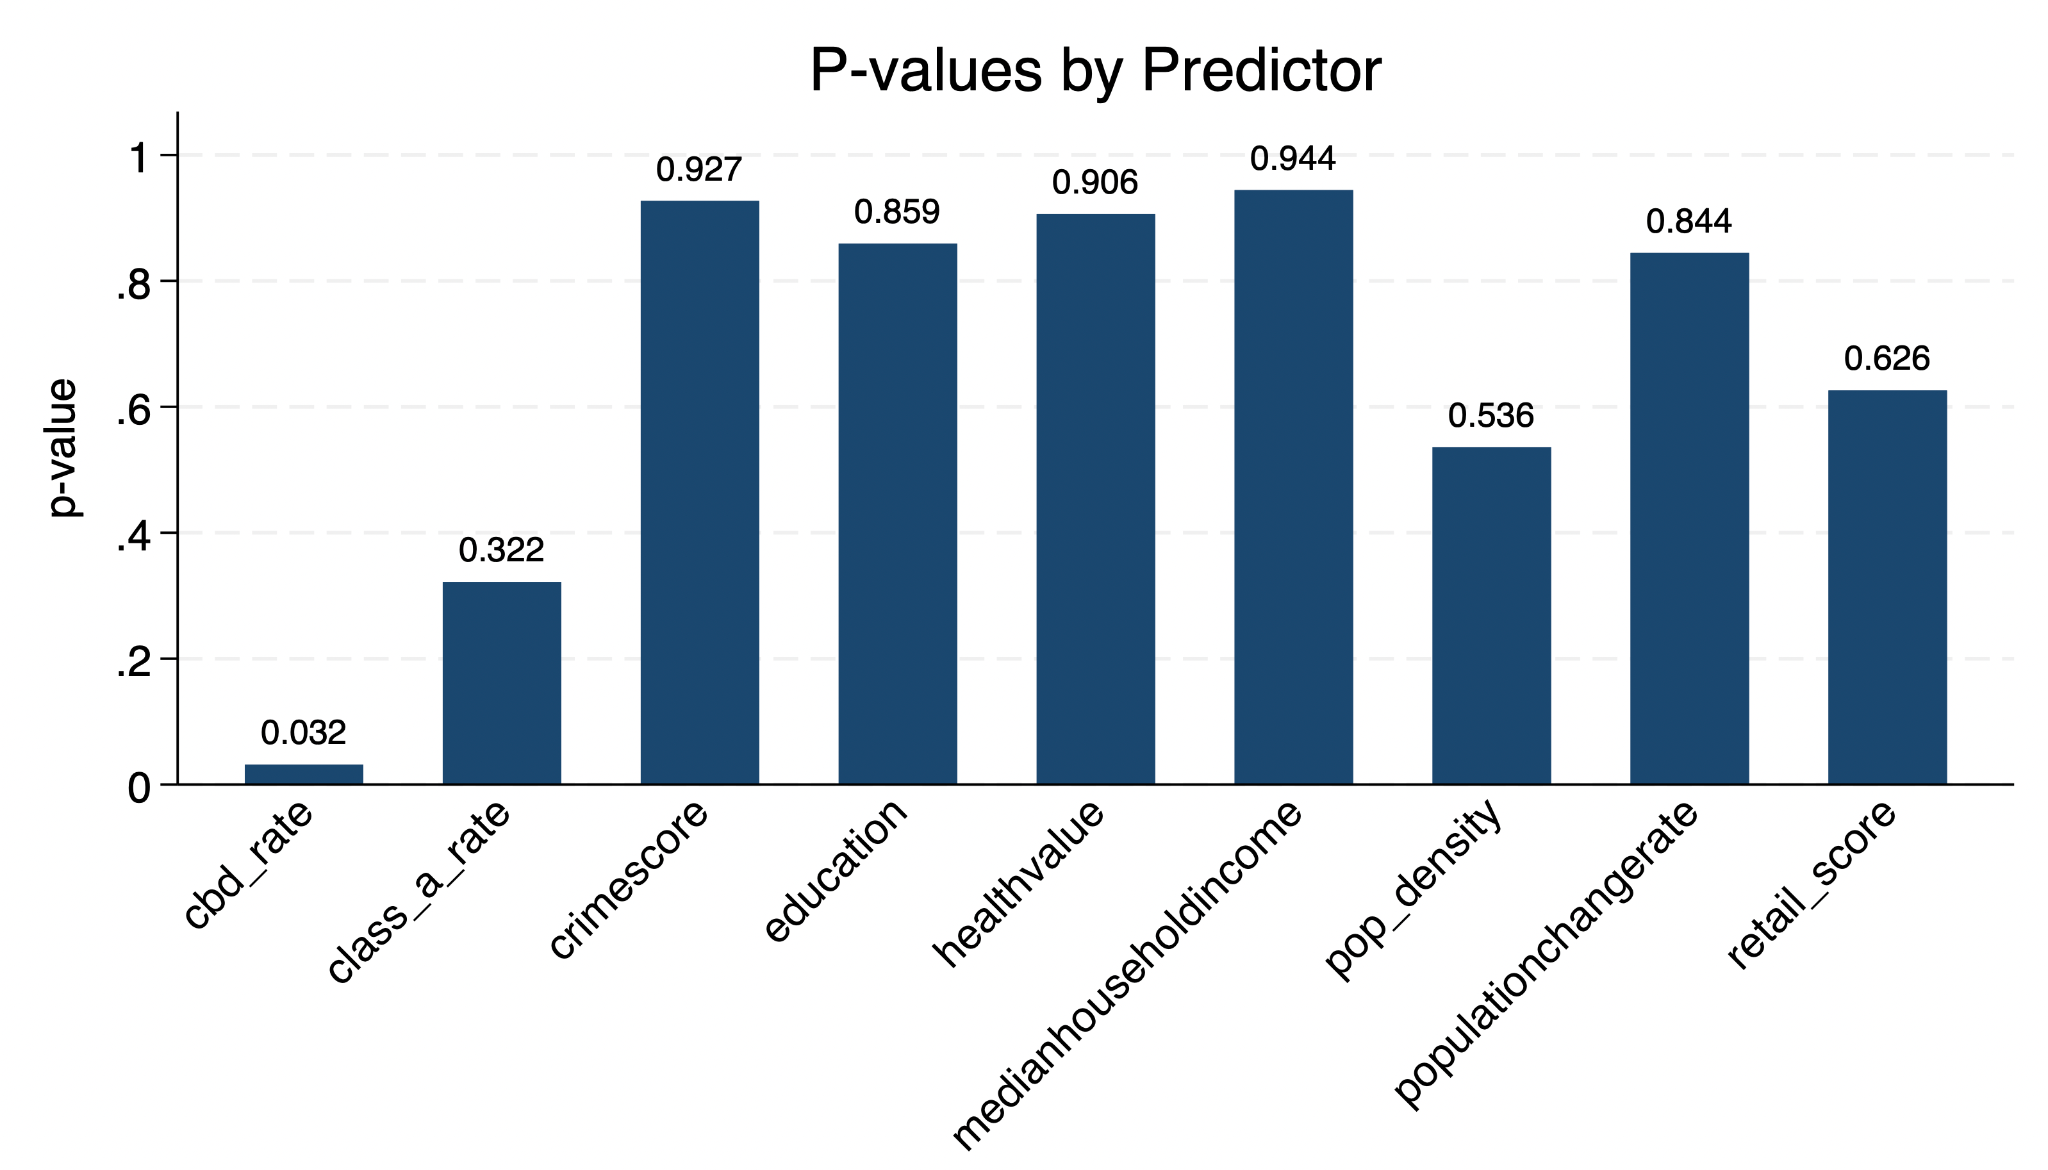 P-values by Predictor
p-value
1
.8
.6
.4
.2
0
0.032
0.322
0.927
0.859
0.906
0.944
0.536
0.844
0.626
cbd_rate
class_a_rate
crimescore
education
healthvalue
medianhouseholdincome
pop_density
populationchangerate
retail_score